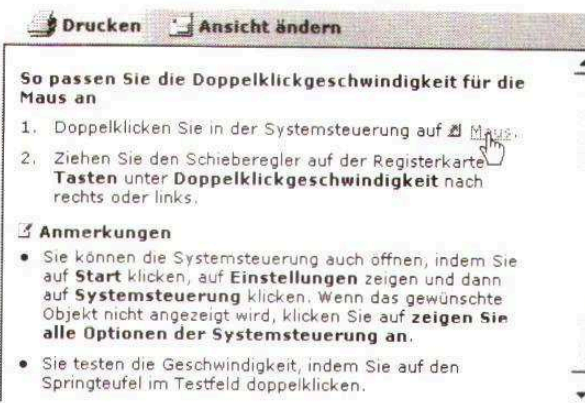 Drucken Ansicht ändern
So passen Sie die Doppelklickgeschwindigkeit für die
Maus an
1. Doppelklicken Sie in der Systemsteuerung auf Maus.
2. Ziehen Sie den Schieberegler auf der Registerkarte
Tasten unter Doppelklickgeschwindigkeit nach
rechts oder links.
Anmerkungen
• Sie können die Systemsteuerung auch öffnen, indem Sie
auf Start klicken, auf Einstellungen zeigen und dann
auf Systemsteuerung klicken. Wenn das gewünschte
Objekt nicht angezeigt wird, klicken Sie auf zeigen Sie
alle Optionen der Systemsteuerung an.
• Sie testen die Geschwindigkeit, indem Sie auf den
Springteufel im Testfeld doppelklicken.